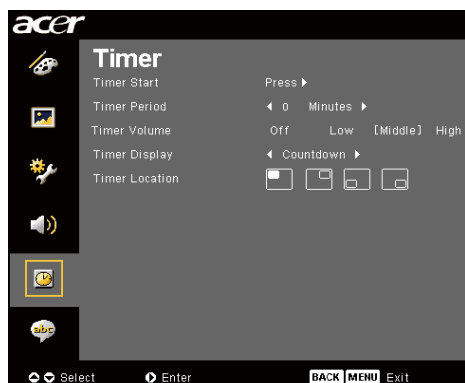 acer
Timer
Timer Start Press
Timer Period 0 Minutes
Timer Volume Off Low [Middle] High
Timer Display Countdown
Timer Location
abc
Select Enter BACK MENU Exit